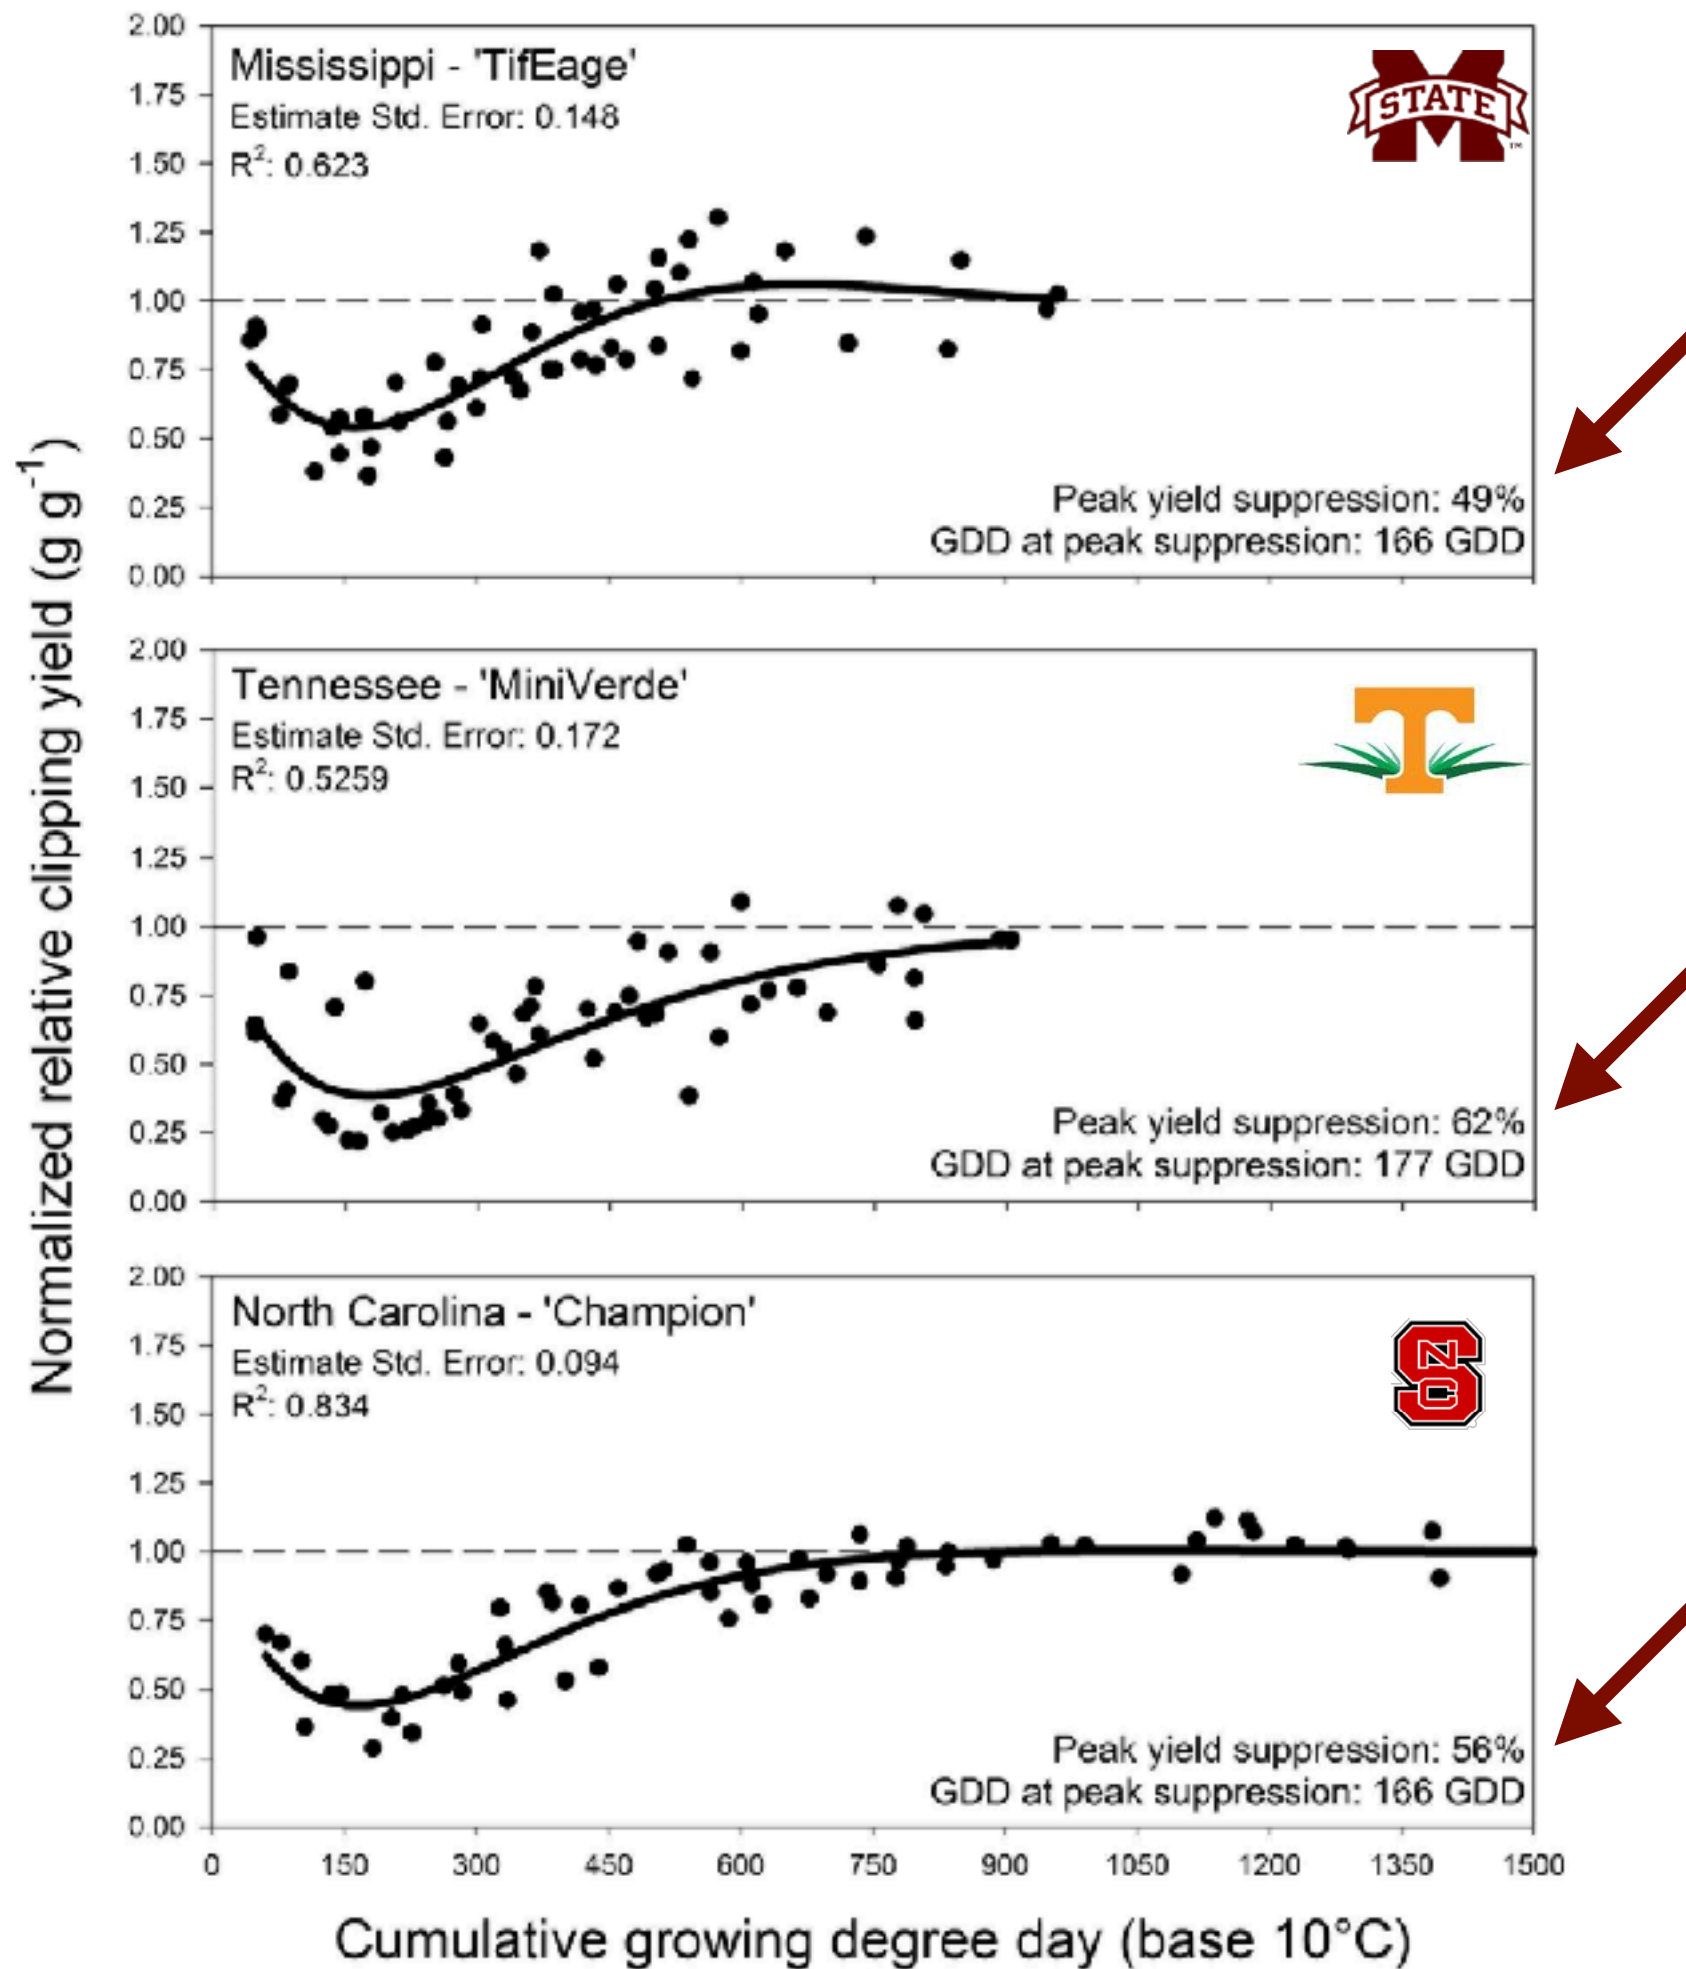 Normalized relative clipping yield (g g⁻¹)
2.00
1.75
1.50
1.25
1.00
0.75
0.50
0.25
0.00
Mississippi - 'TifEage'
Estimate Std. Error: 0.148
R²: 0.623
M
STATE
TM
Peak yield suppression: 49%
GDD at peak suppression: 166 GDD
2.00
1.75
1.50
1.25
1.00
0.75
0.50
0.25
0.00
Tennessee - 'MiniVerde'
Estimate Std. Error: 0.172
R²: 0.5259
T
Peak yield suppression: 62%
GDD at peak suppression: 177 GDD
2.00
1.75
1.50
1.25
1.00
0.75
0.50
0.25
0.00
North Carolina - 'Champion'
Estimate Std. Error: 0.094
R²: 0.834
NSC
Peak yield suppression: 56%
GDD at peak suppression: 166 GDD
0 150 300 450 600 750 900 1050 1200 1350 1500
Cumulative growing degree day (base 10°C)